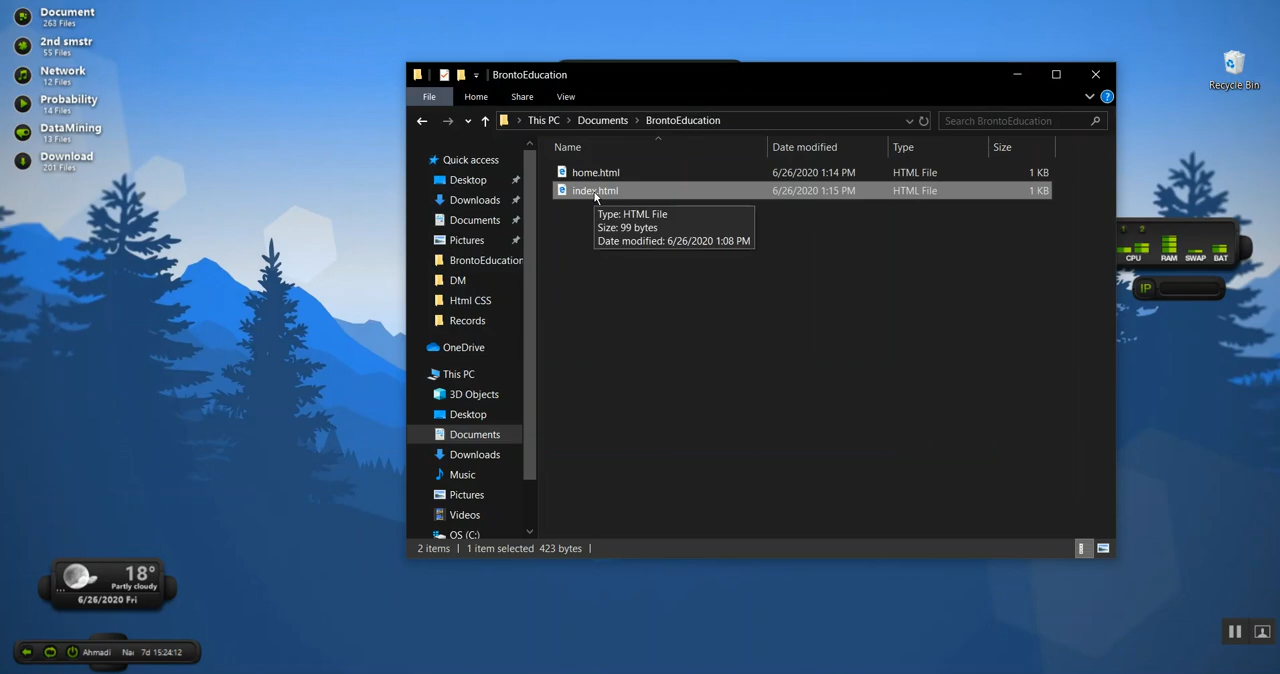 Document
263 Files
2nd smstr
55 Files
Network
12 Files
Probability
14 Files
DataMining
13 Files
Download
201 Files
Recycle Bin
BrontoEducation
File Home Share View
This PC > Documents > BrontoEducation
Search BrontoEducation
Name Date modified Type Size
home.html 6/26/2020 1:14 PM HTML File 1 KB
index.html 6/26/2020 1:15 PM HTML File 1 KB
Type: HTML File
Size: 99 bytes
Date modified: 6/26/2020 1:08 PM
Quick access
Desktop
Downloads
Documents
Pictures
BrontoEducation
DM
Html CSS
Records
OneDrive
This PC
3D Objects
Desktop
Documents
Downloads
Music
Pictures
Videos
OS (C:)
2 items | 1 item selected 423 bytes |
1 2
CPU RAM SWAP BAT
IP
18°
Partly cloudy
6/26/2020 Fri
Ahmadi Nai 7d 15:24:12